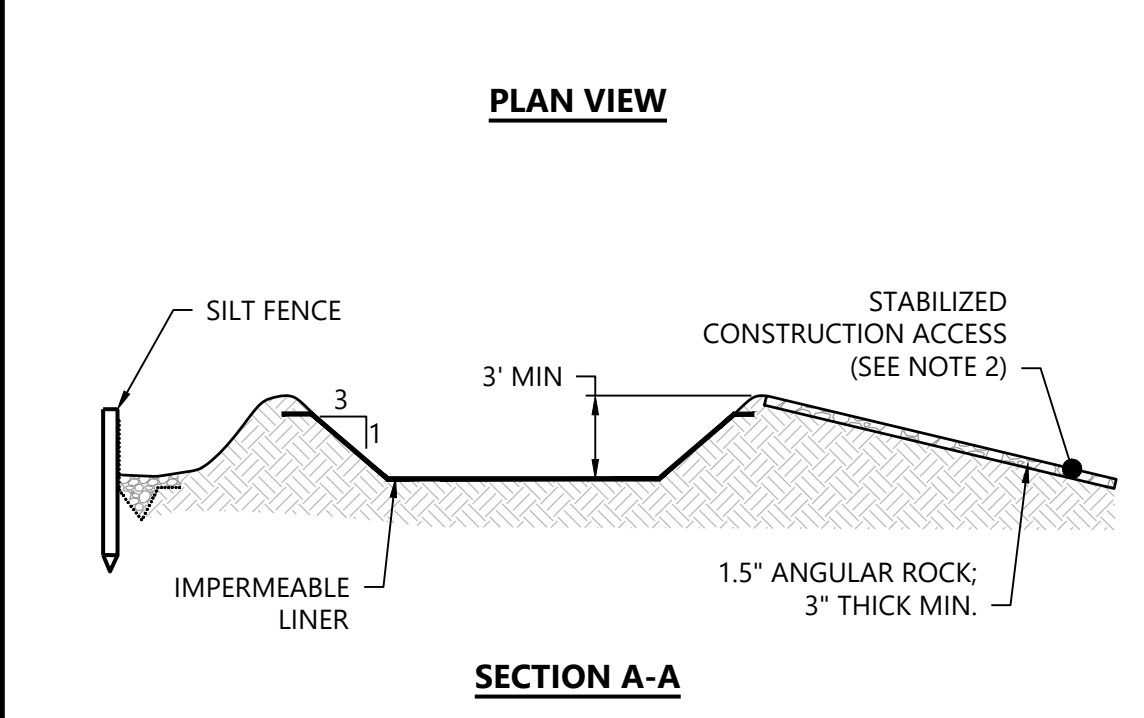 PLAN VIEW
SILT FENCE
STABILIZED
CONSTRUCTION ACCESS
(SEE NOTE 2)
3' MIN
3
1
IMPERMEABLE
LINER
1.5" ANGULAR ROCK;
3" THICK MIN.
SECTION A-A